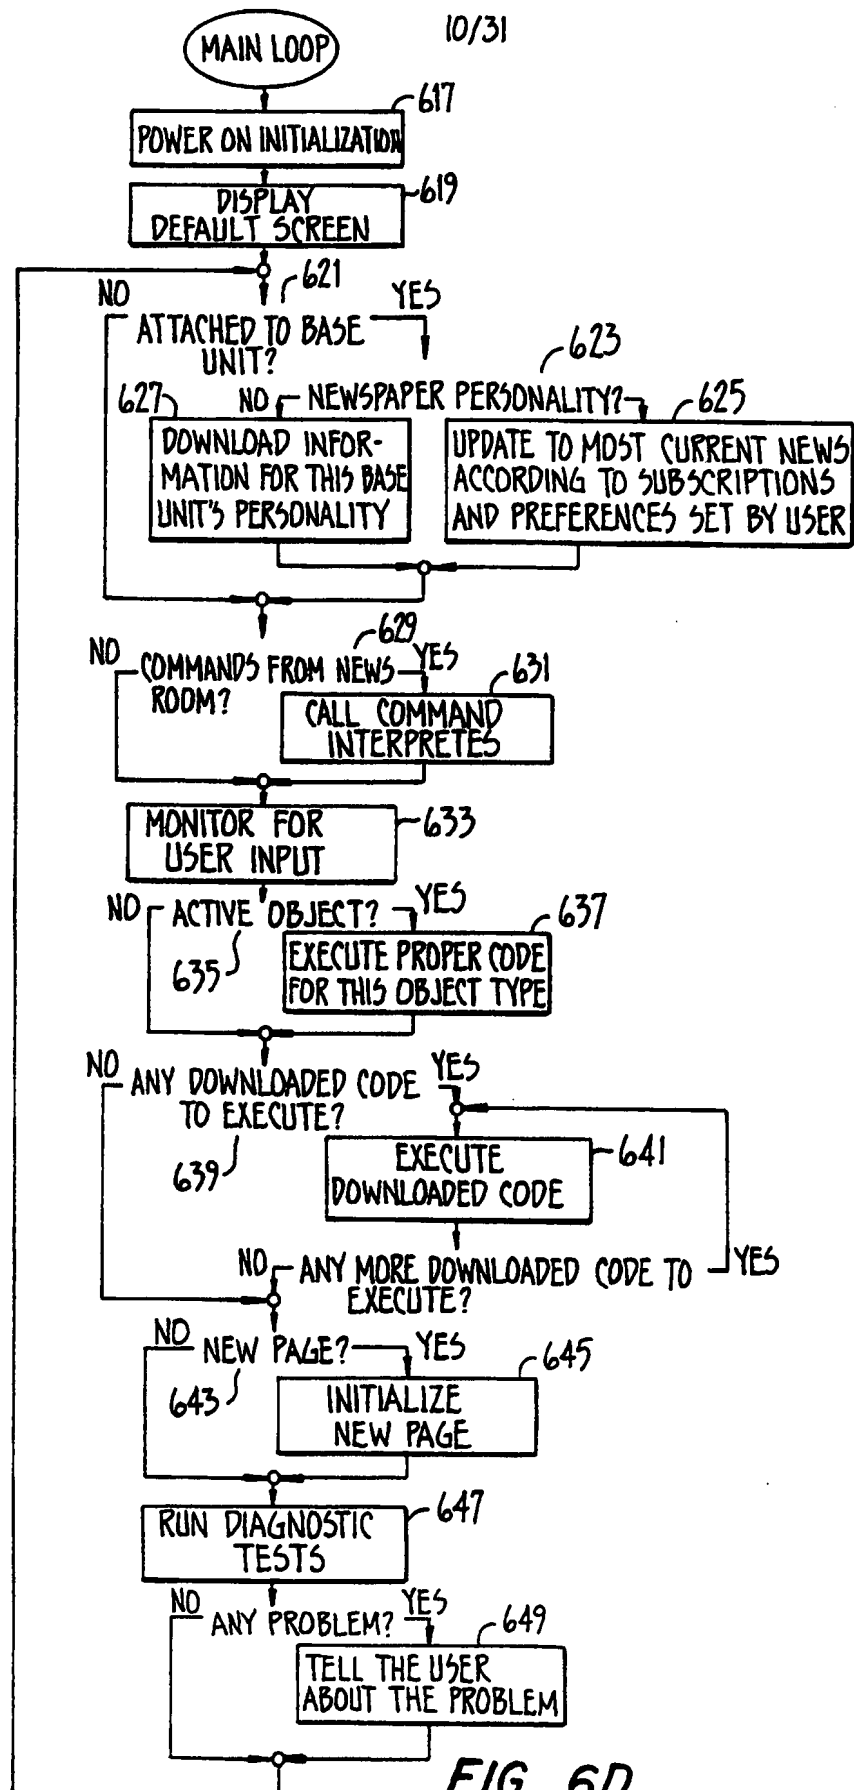 10/31
MAIN LOOP
617
POWER ON INITIALIZATION
619
DISPLAY
DEFAULT SCREEN
621
NO
YES
ATTACHED TO BASE
UNIT?
623
627
NO
NEWSPAPER PERSONALITY?
625
DOWNLOAD INFOR-
MATION FOR THIS BASE
UNIT'S PERSONALITY
UPDATE TO MOST CURRENT NEWS
ACCORDING TO SUBSCRIPTIONS
AND PREFERENCES SET BY USER
629
NO
COMMANDS FROM NEWS
ROOM?
YES
631
CALL COMMAND
INTERPRETES
MONITOR FOR
USER INPUT
633
NO
ACTIVE OBJECT?
YES
635
637
EXECUTE PROPER CODE
FOR THIS OBJECT TYPE
NO
ANY DOWNLOADED CODE
TO EXECUTE?
YES
639
EXECUTE
DOWNLOADED CODE
641
NO
ANY MORE DOWNLOADED CODE TO
EXECUTE?
YES
NO
NEW PAGE?
YES
643
645
INITIALIZE
NEW PAGE
RUN DIAGNOSTIC
TESTS
647
NO
ANY PROBLEM?
YES
649
TELL THE USER
ABOUT THE PROBLEM
FIG. 6D